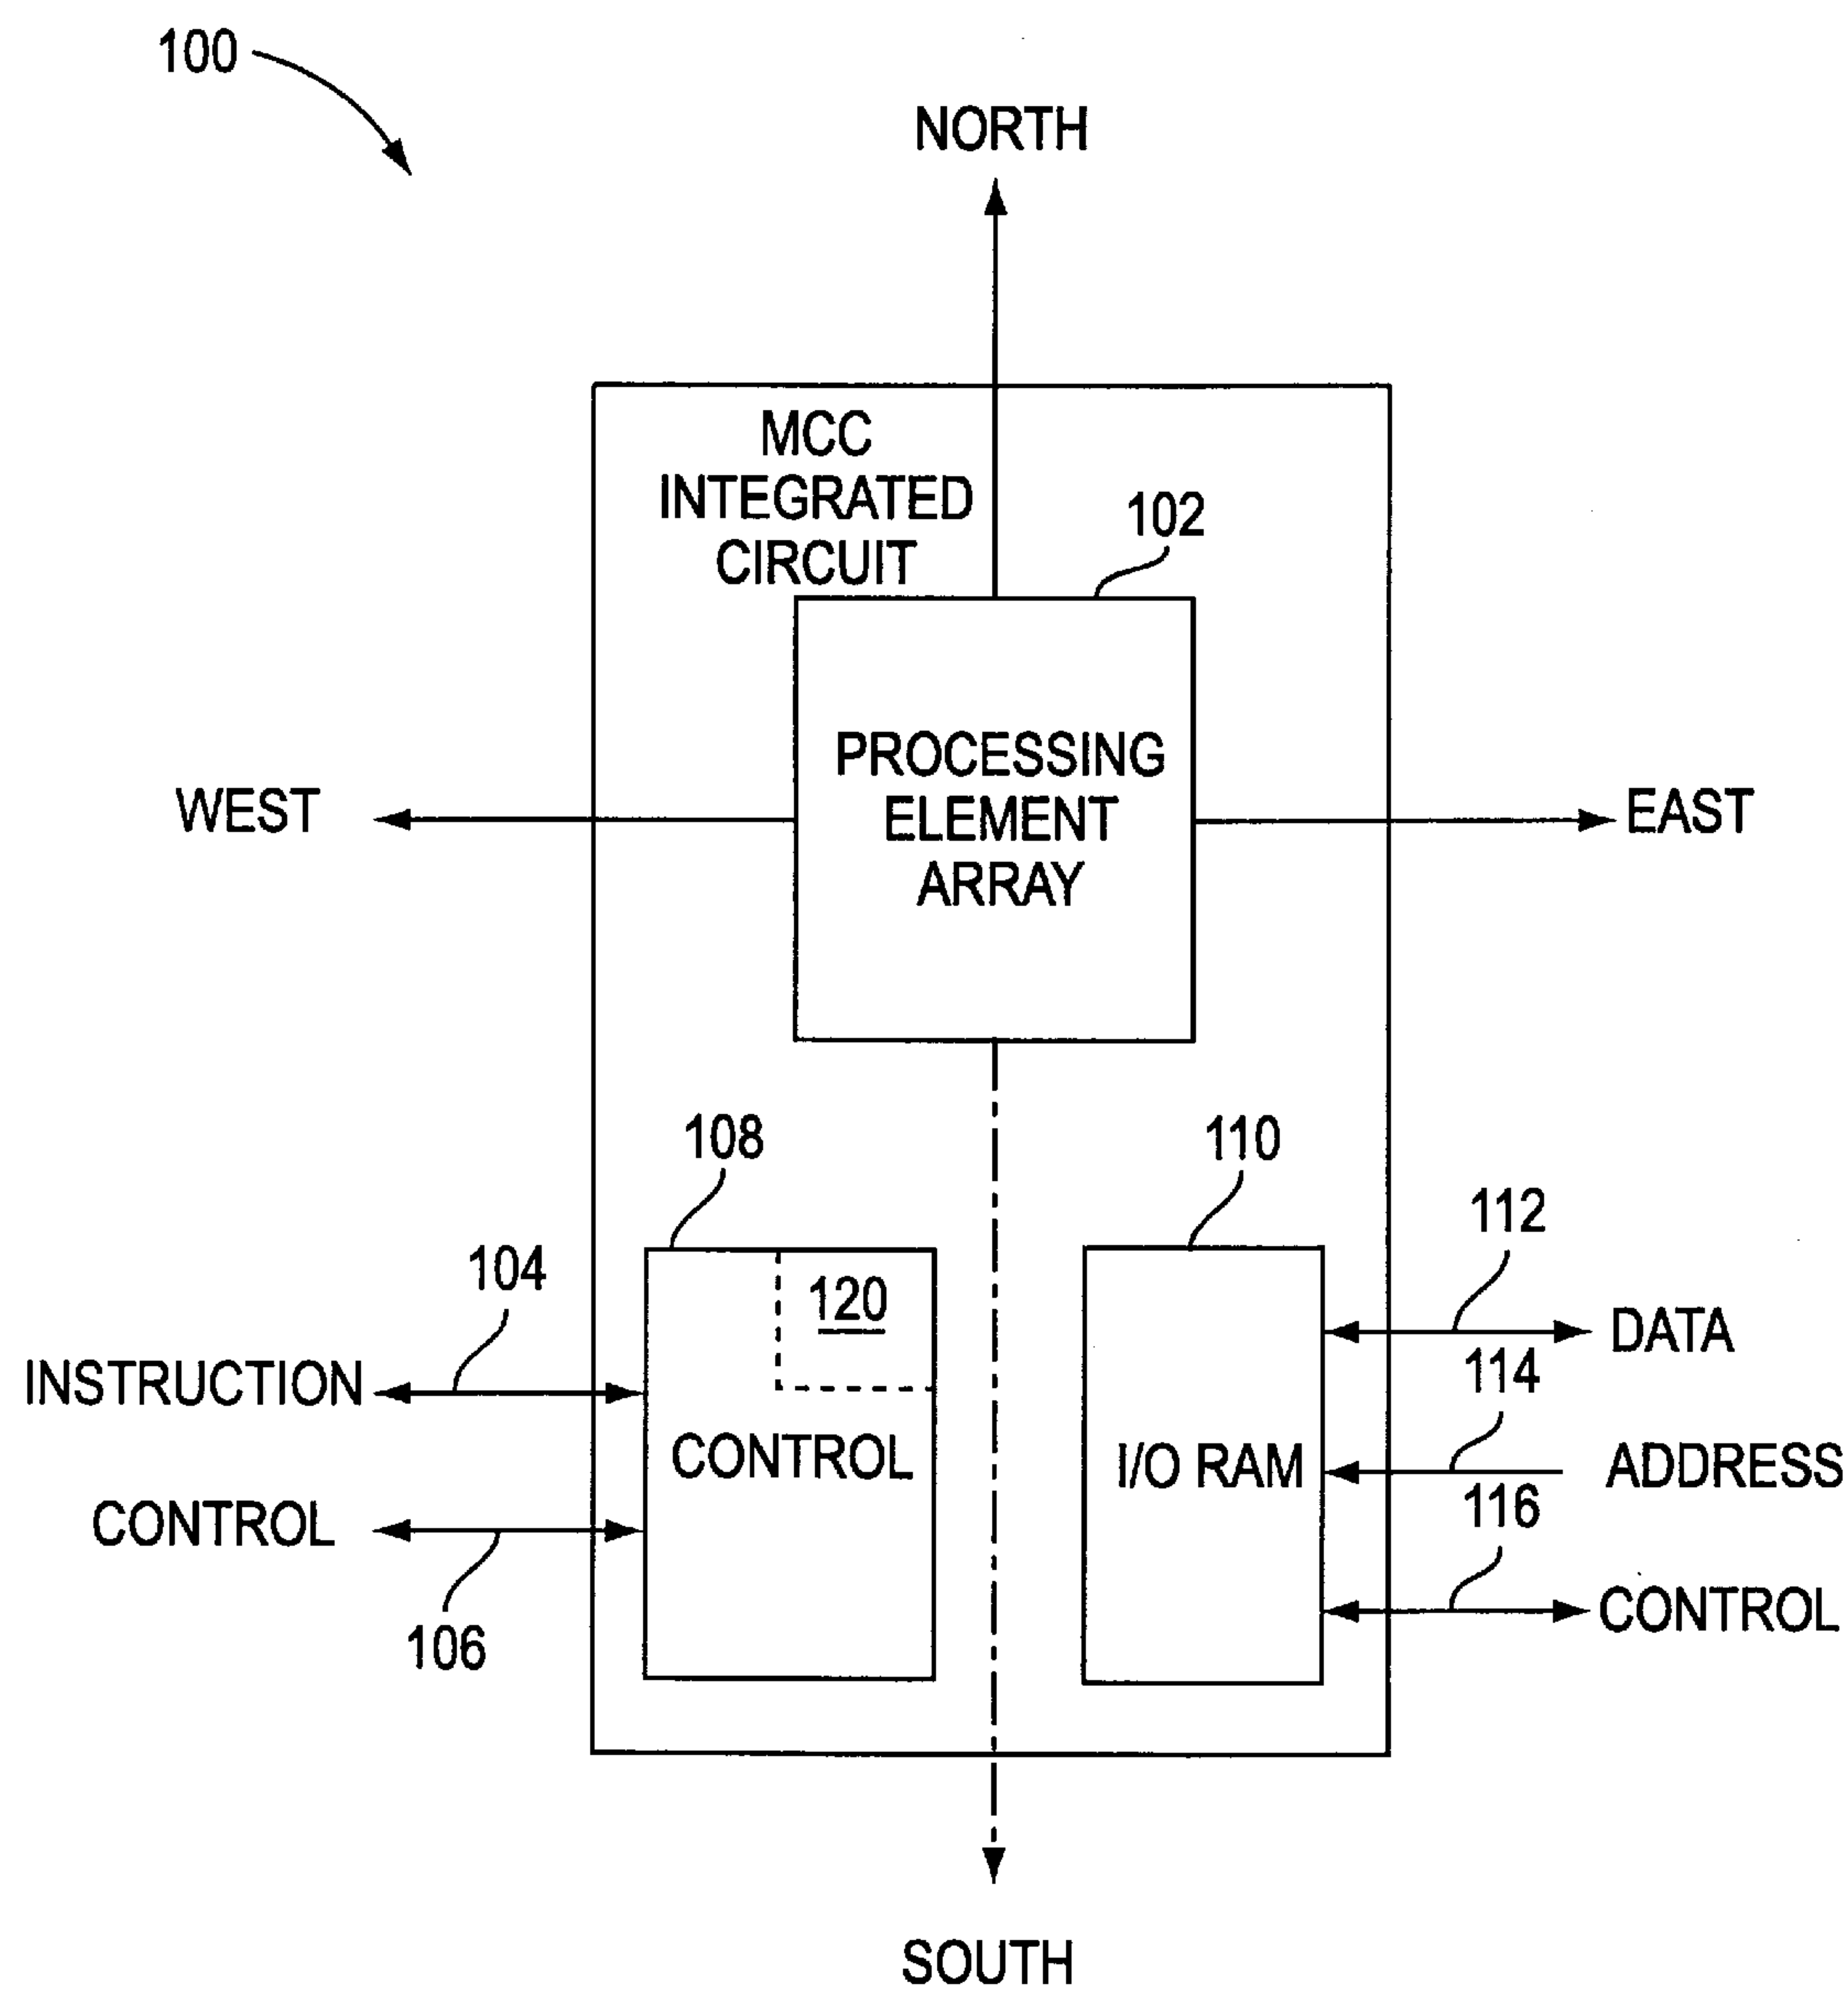 100
NORTH
MCC
INTEGRATED
CIRCUIT
102
PROCESSING
ELEMENT
ARRAY
WEST
EAST
108
110
112
104
120
DATA
114
INSTRUCTION
CONTROL
I/O RAM
ADDRESS
116
CONTROL
CONTROL
106
SOUTH